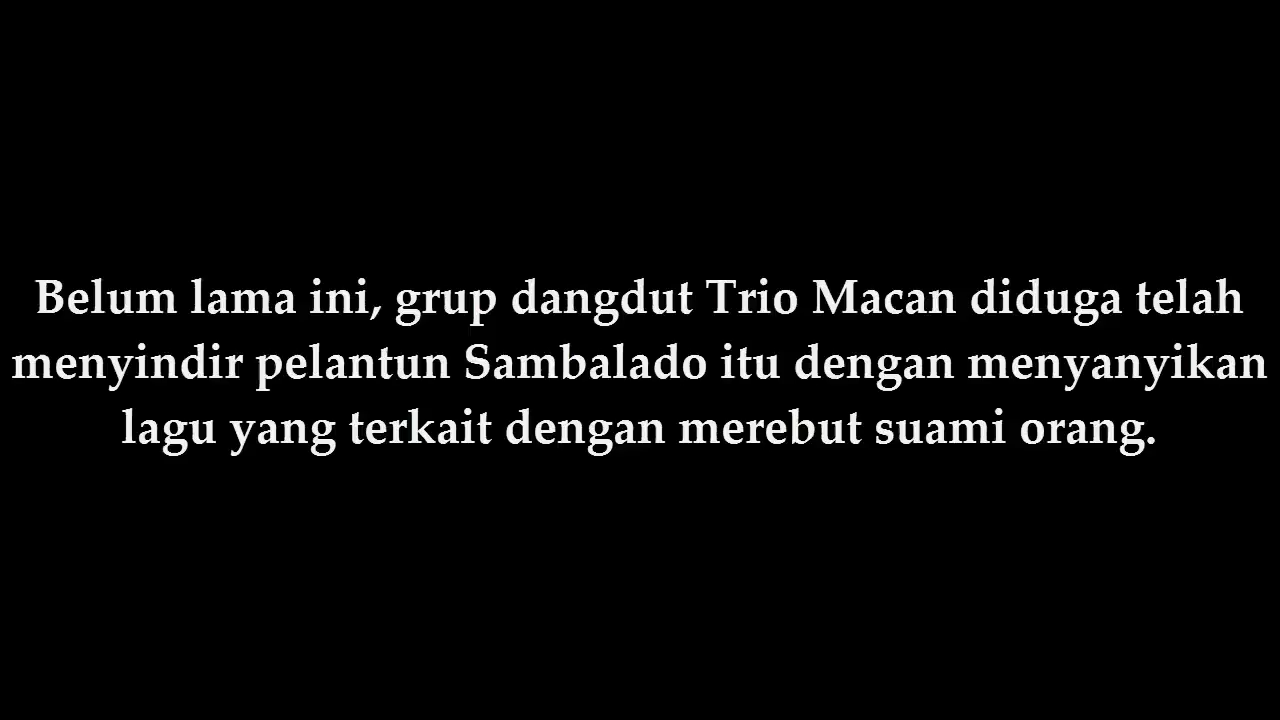 Belum lama ini, grup dangdut Trio Macan diduga telah
menyindir pelantun Sambalado itu dengan menyanyikan
lagu yang terkait dengan merebut suami orang.